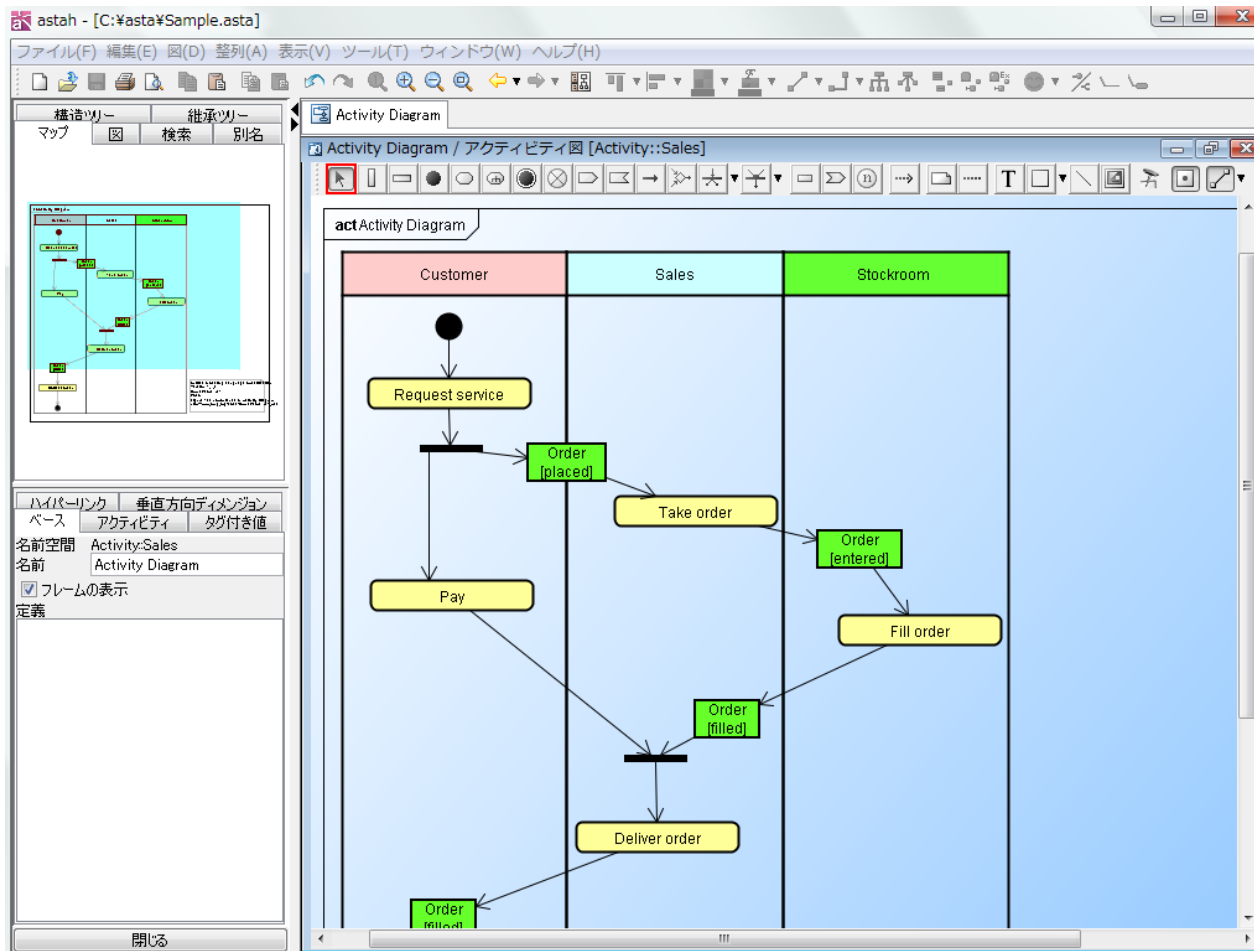 astah - [C:¥asta¥Sample.asta]
ファイル(F) 編集(E) 図(D) 整列(A) 表示(V) ツール(T) ウィンドウ(W) ヘルプ(H)
構造ツリー 継承ツリー
マップ 図 検索 別名
Activity Diagram
Activity Diagram / アクティビティ図 [Activity::Sales]
n T
act Activity Diagram
Customer Sales Stockroom
Request service
Order
[placed]
Take order
Order
[entered]
Pay
Fill order
Order
[filled]
Deliver order
Order
[filled]
ハイパーリンク 垂直方向ディメンジョン
ベース アクティビティ タグ付き値
名前空間 Activity:Sales
名前 Activity Diagram
フレームの表示
定義
閉じる